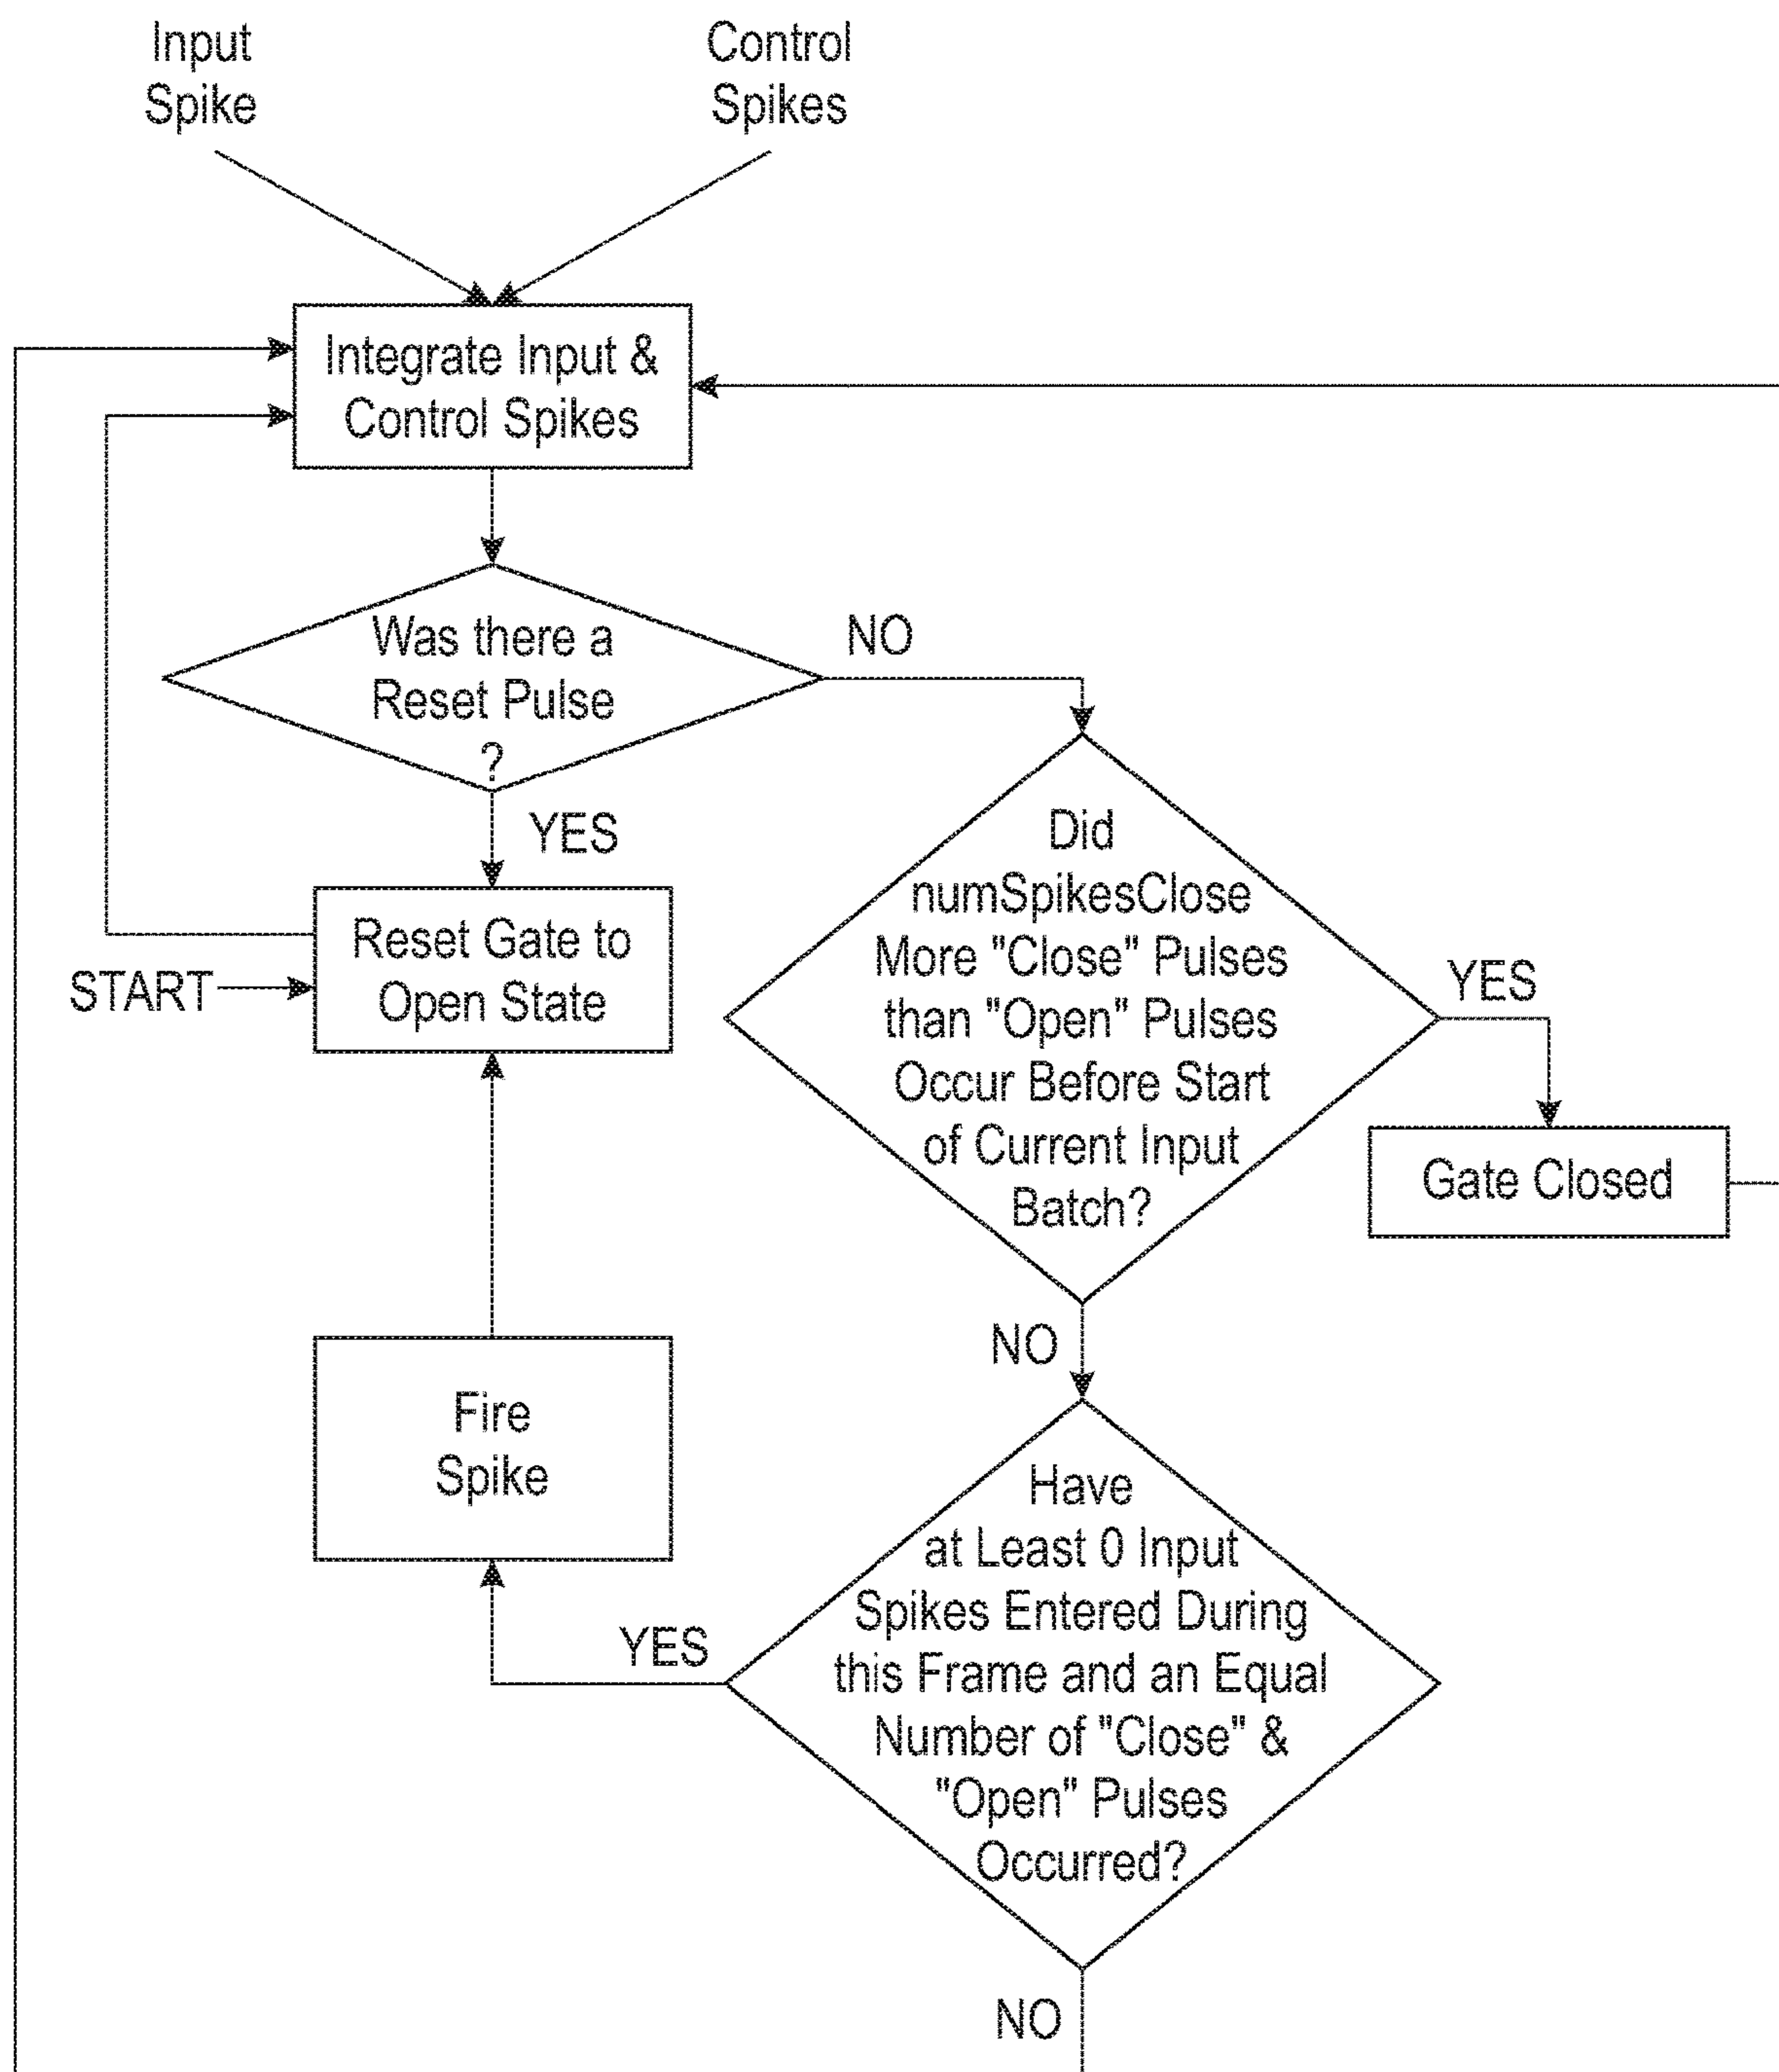 Input
Spike
Control
Spikes
Integrate Input &
Control Spikes
Was there a
Reset Pulse
?
NO
YES
Did
numSpikesClose
More "Close" Pulses
than "Open" Pulses
Occur Before Start
of Current Input
Batch?
YES
Reset Gate to
Open State
START
Gate Closed
NO
Fire
Spike
Have
at Least 0 Input
Spikes Entered During
this Frame and an Equal
Number of "Close" &
"Open" Pulses
Occurred?
YES
NO